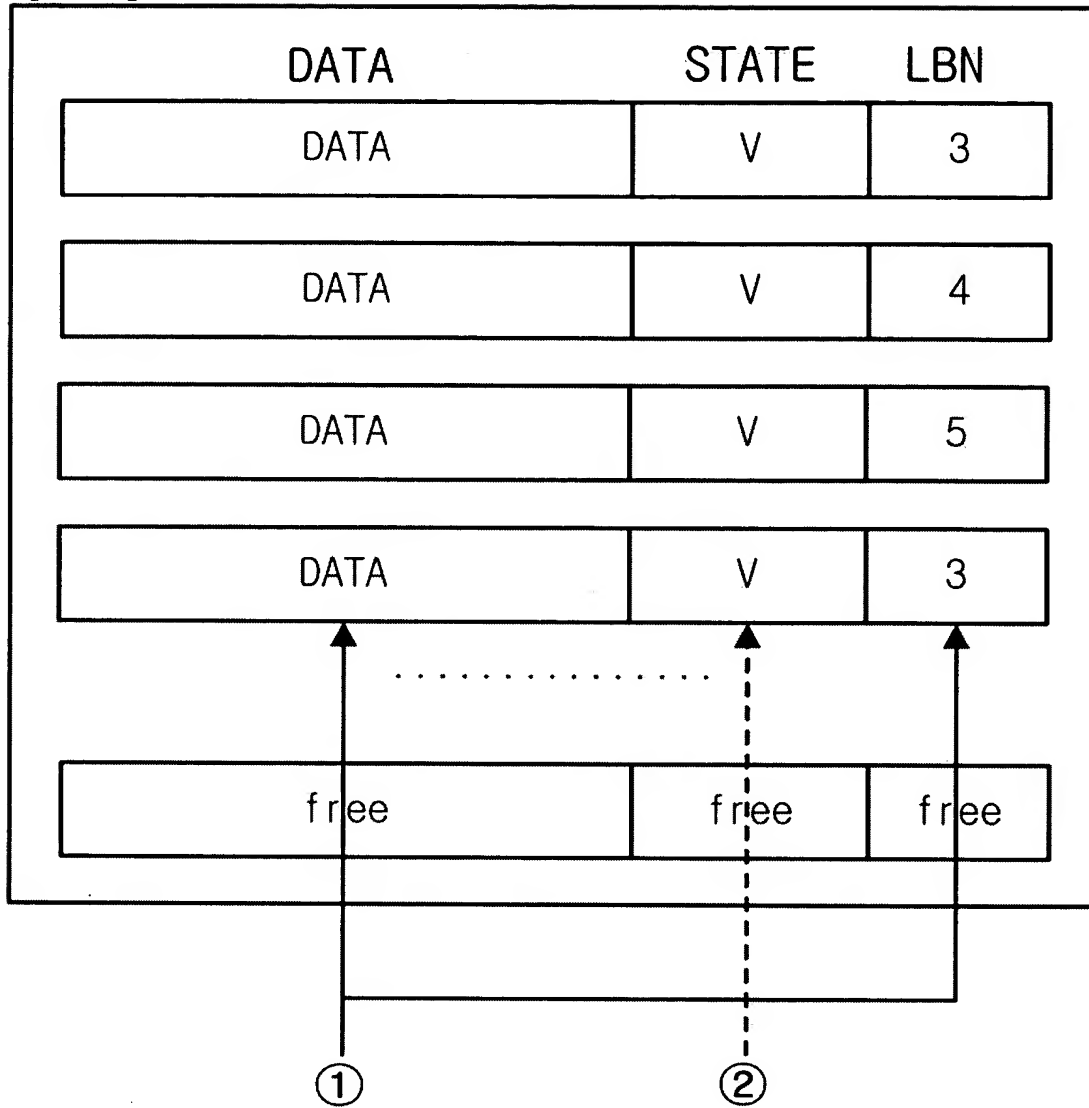 DATA STATE LBN
DATA V 3
DATA V 4
DATA V 5
DATA V 3
free free free
① ②